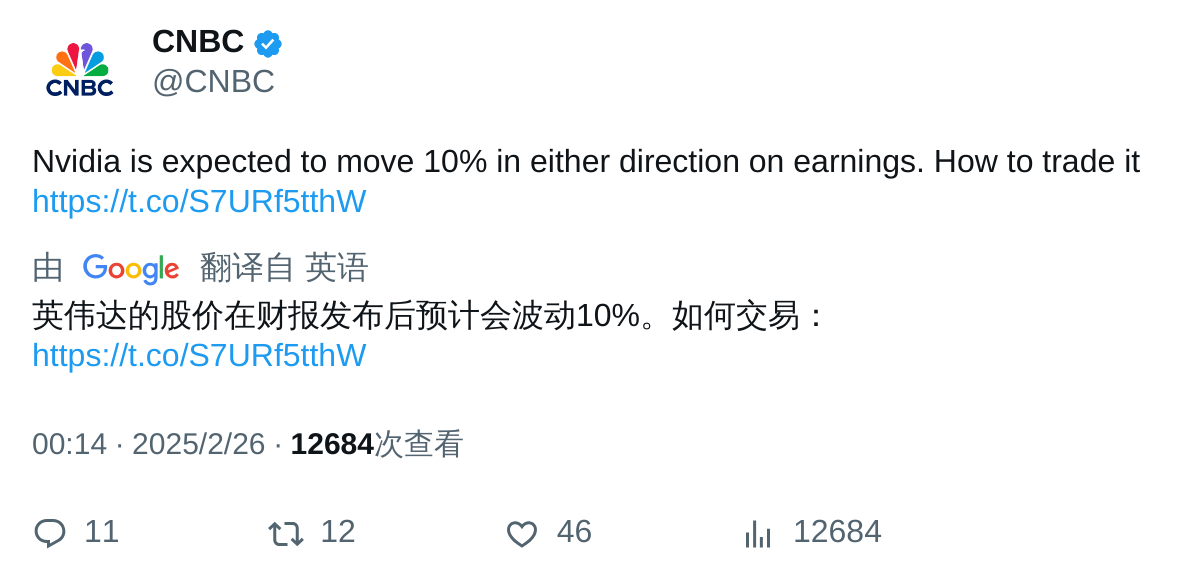 CNBC
CNBC
@CNBC
Nvidia is expected to move 10% in either direction on earnings. How to trade it
https://t.co/S7URf5tthW
由 Google 翻译自 英语
英伟达的股价在财报发布后预计会波动10%。如何交易：
https://t.co/S7URf5tthW
00:14 · 2025/2/26 · 12684次查看
11 12 46 12684